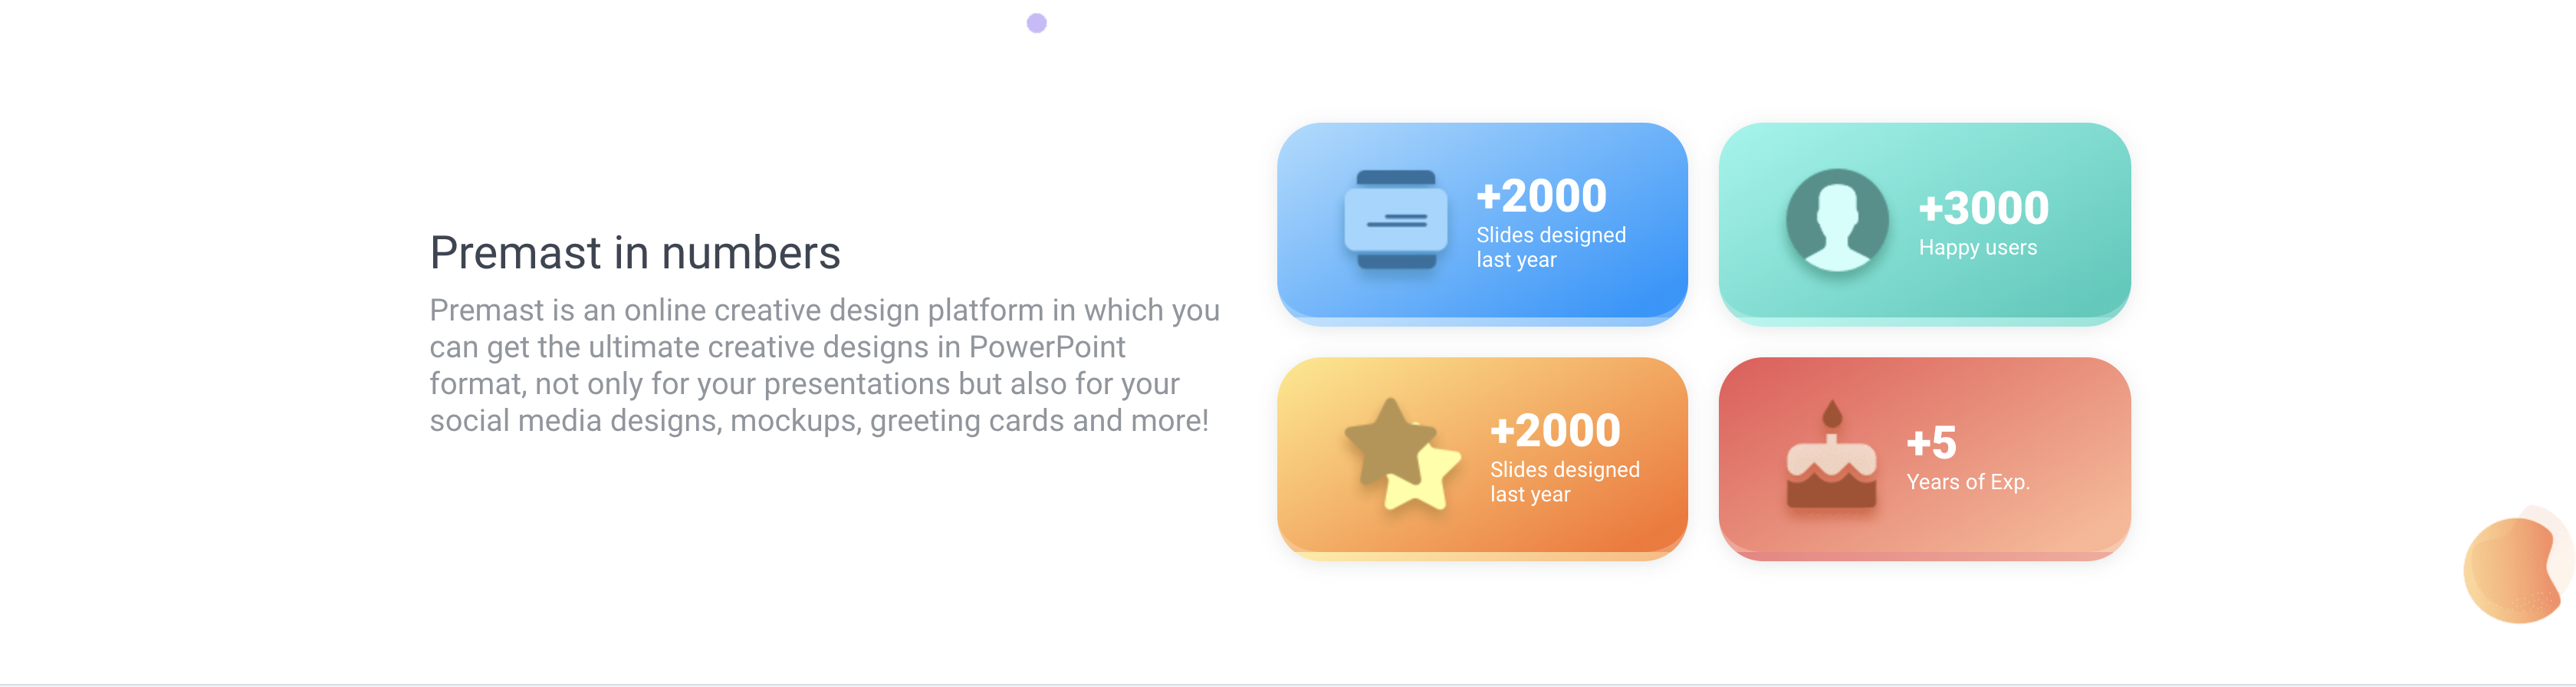 Premast in numbers
Premast is an online creative design platform in which you
can get the ultimate creative designs in PowerPoint
format, not only for your presentations but also for your
social media designs, mockups, greeting cards and more!
+2000
Slides designed
last year
+3000
Happy users
+2000
Slides designed
last year
+5
Years of Exp.